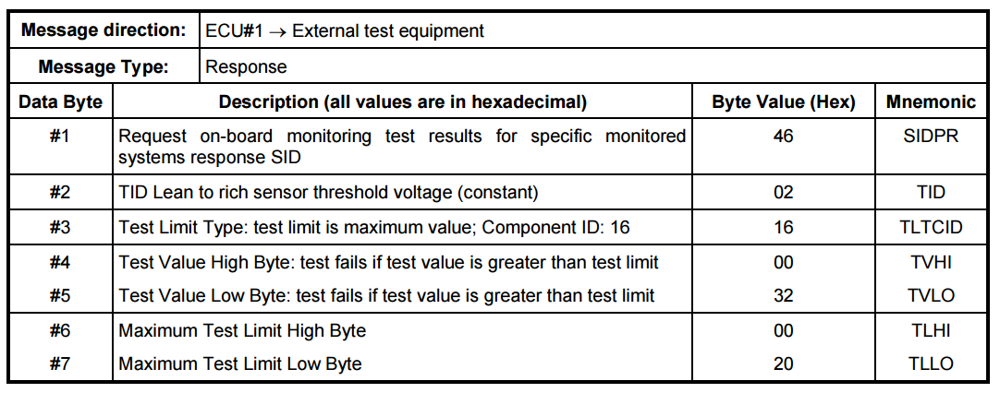 Message direction: ECU#1 → External test equipment
Message Type: Response
Data Byte Description (all values are in hexadecimal) Byte Value (Hex) Mnemonic
#1 Request on-board monitoring test results for specific monitored 46 SIDPR
systems response SID
#2 TID Lean to rich sensor threshold voltage (constant) 02 TID
#3 Test Limit Type: test limit is maximum value; Component ID: 16 16 TLTCID
#4 Test Value High Byte: test fails if test value is greater than test limit 00 TVHI
#5 Test Value Low Byte: test fails if test value is greater than test limit 32 TVLO
#6 Maximum Test Limit High Byte 00 TLHI
#7 Maximum Test Limit Low Byte 20 TLLO